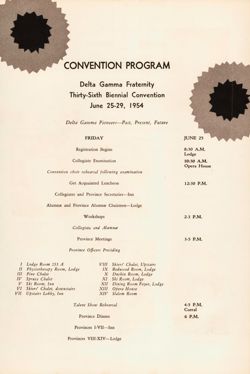 CONVENTION PROGRAM
Delta Gamma Fraternity
Thirty-Sixth Biennial Convention
June 25-29, 1954
Delta Gamma Pioneer—Past, Present, Future
FRIDAY JUNE 25
Registration Begins 8:30 A.M.
Lodge
Collegiate Examination 10:30 A.M.
Opera House
Convention choir rehearsal following examination
Get Acquainted Luncheon 12:30 P.M.
Collegiates and Province Secretaries—Inn
Alumnae and Province Alumnae Chairmen—Lodge
Workshops 2-3 P.M.
Collegiate and Alumnae
Province Meetings 3-5 P.M.
Province Officers Presiding
I Lodge Room 255 A VIII Skiers' Chalet, Upstairs
II Physiotherapy Room, Lodge IX Redwood Room, Lodge
III Pine Chalet X Duchin Room, Lodge
IV Spruce Chalet XI Ski Room, Lodge
V Ski Room, Inn XII Dining Room Foyer, Lodge
VI Skiers' Chalet, downstairs XIII Opera House
VII Upstairs Lobby, Inn XIV Slalom Room
Talent Show Rehearsal 4-5 P.M.
Corral
Province Dinners 6 P.M.
Provinces I-VII—Inn
Provinces VIII-XIV—Lodge